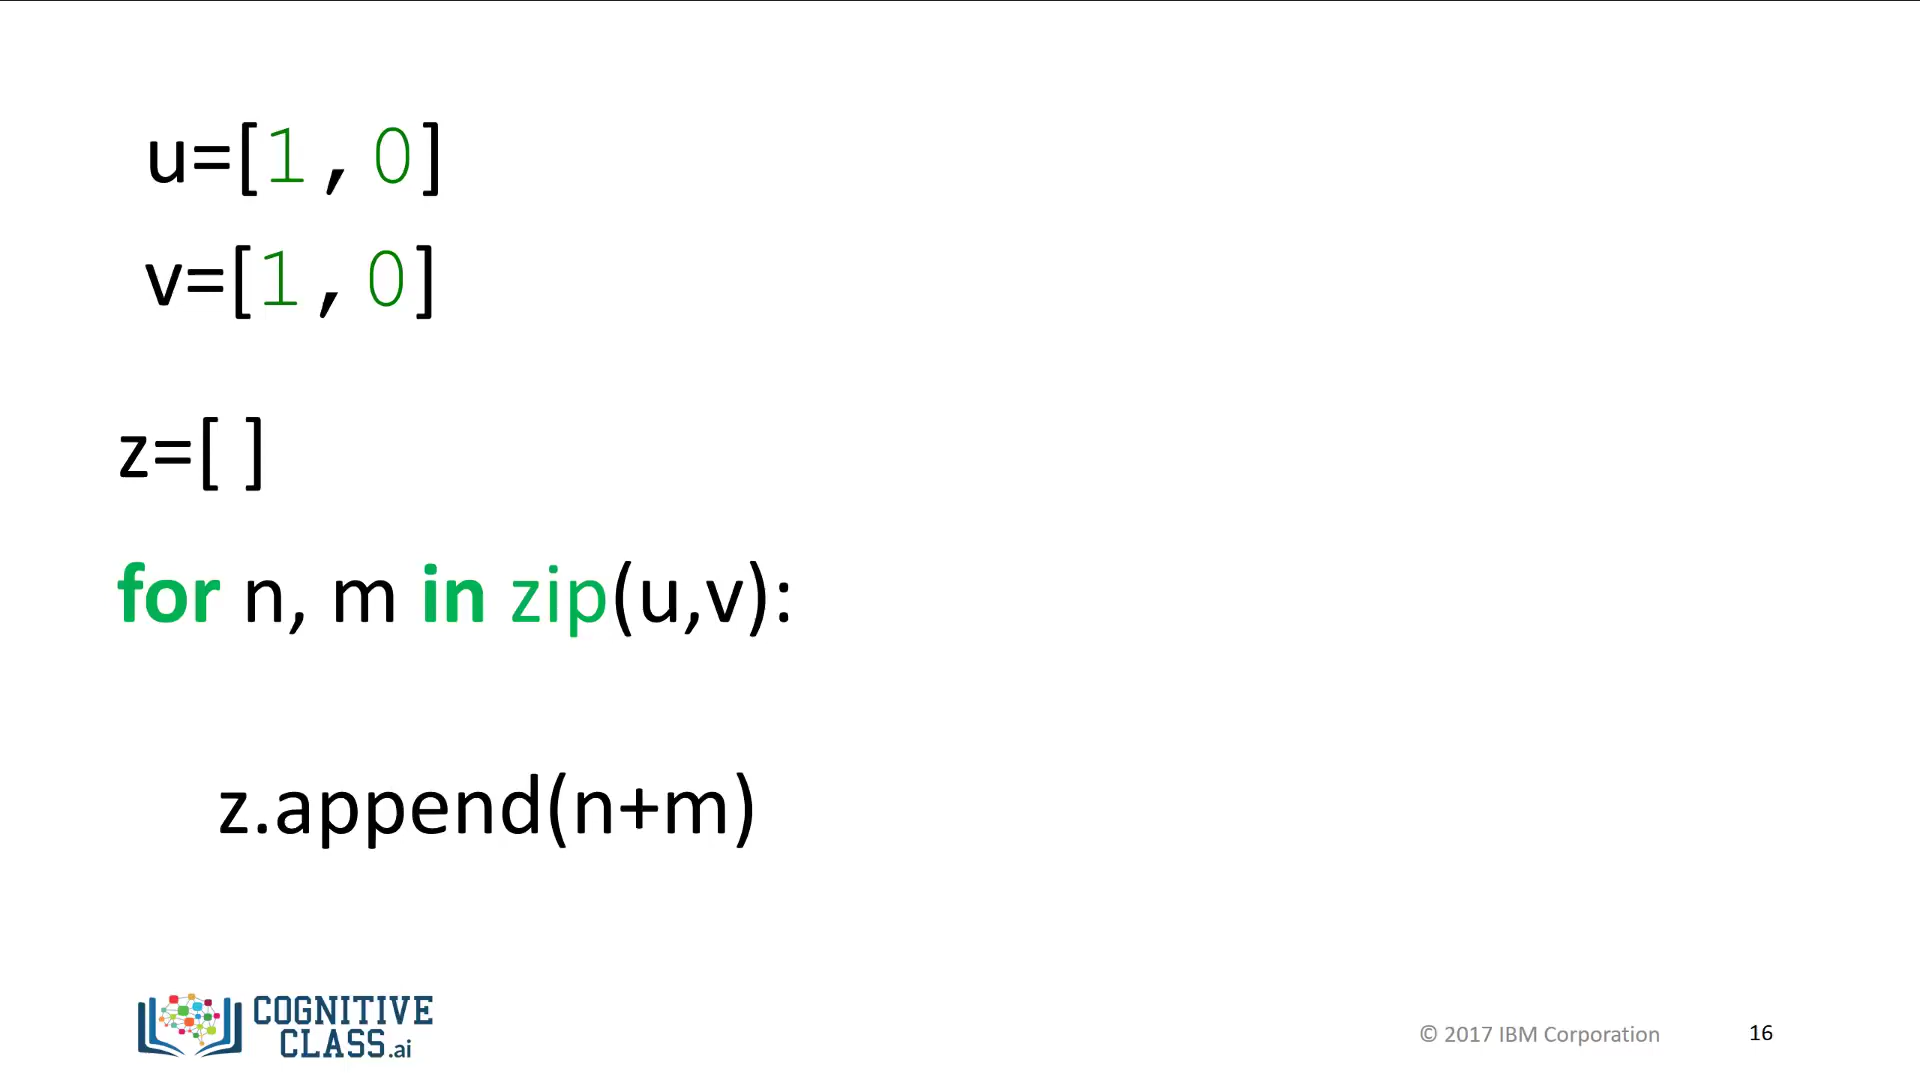 u=[1,0]
v=[1,0]
z=[ ]
for n, m in zip(u,v):
z.append(n+m)
COGNITIVE
CLASS.ai
© 2017 IBM Corporation
16